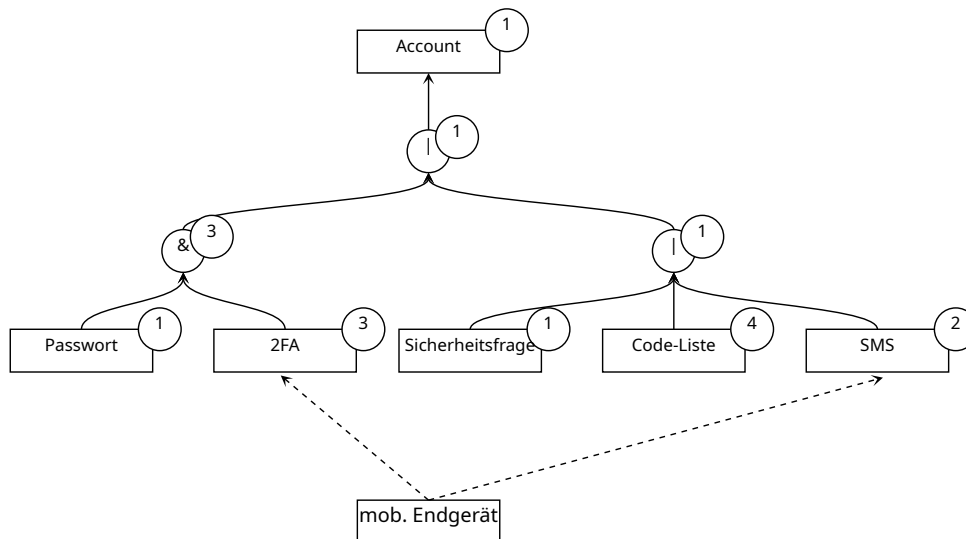 1
Account
1
|
3
&
1
|
1
Passwort
3
2FA
1
Sicherheitsfrage
4
Code-Liste
2
SMS
mob. Endgerät